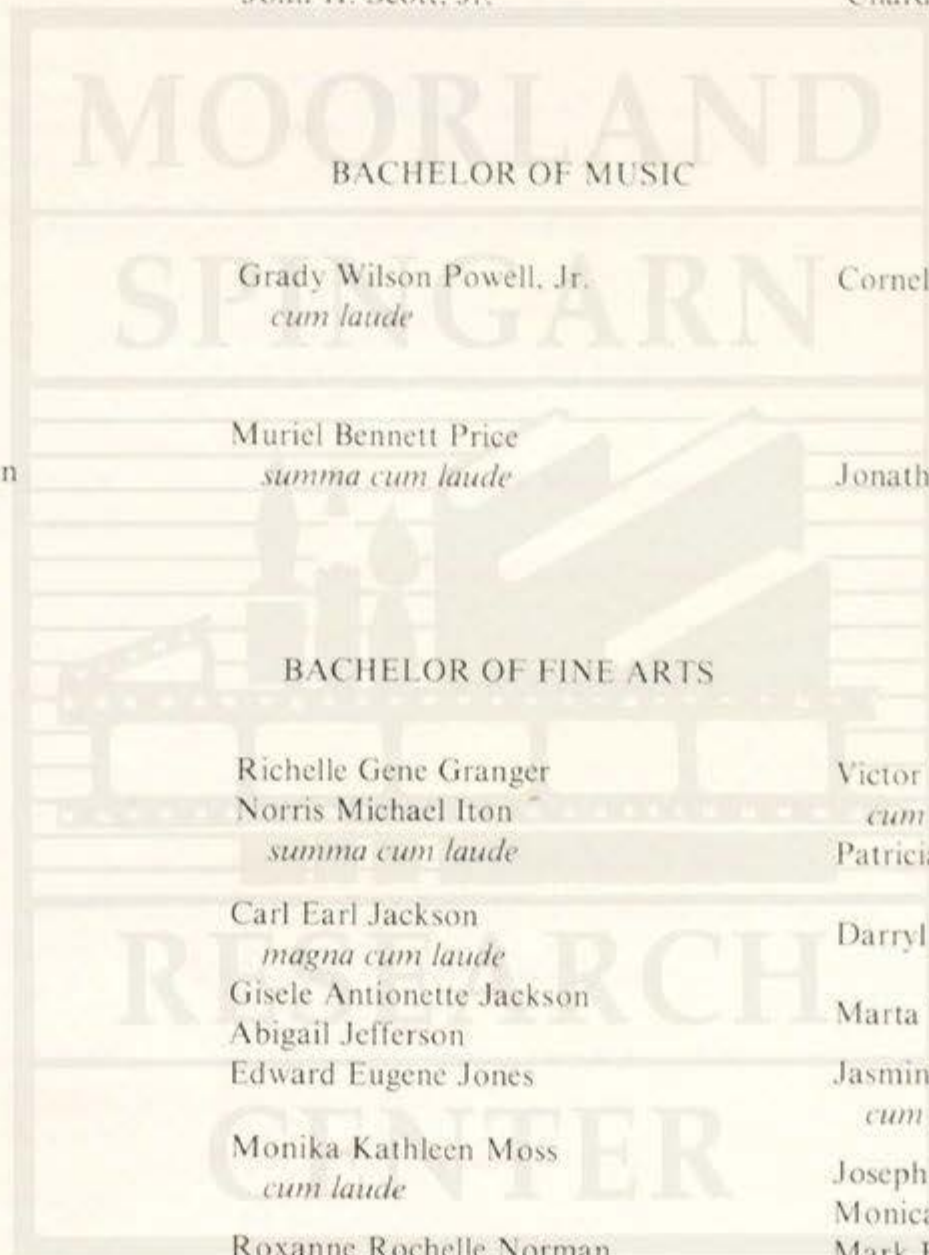 BACHELOR OF MUSIC
Grady Wilson Powell, Jr.
cum laude
Cornel
Muriel Bennett Price
summa cum laude
n
Jonath
BACHELOR OF FINE ARTS
Richelle Gene Granger
Norris Michael Iton
summa cum laude
Carl Earl Jackson
magna cum laude
Gisele Antionette Jackson
Abigail Jefferson
Edward Eugene Jones
Monika Kathleen Moss
cum laude
Roxanne Rochelle Norman
Victor
cum
Patricia
Darryl
Marta
Jasmin
cum
Joseph
Monica
Mark
MOORLAND
SPINGARN
RESEARCH
CENTER